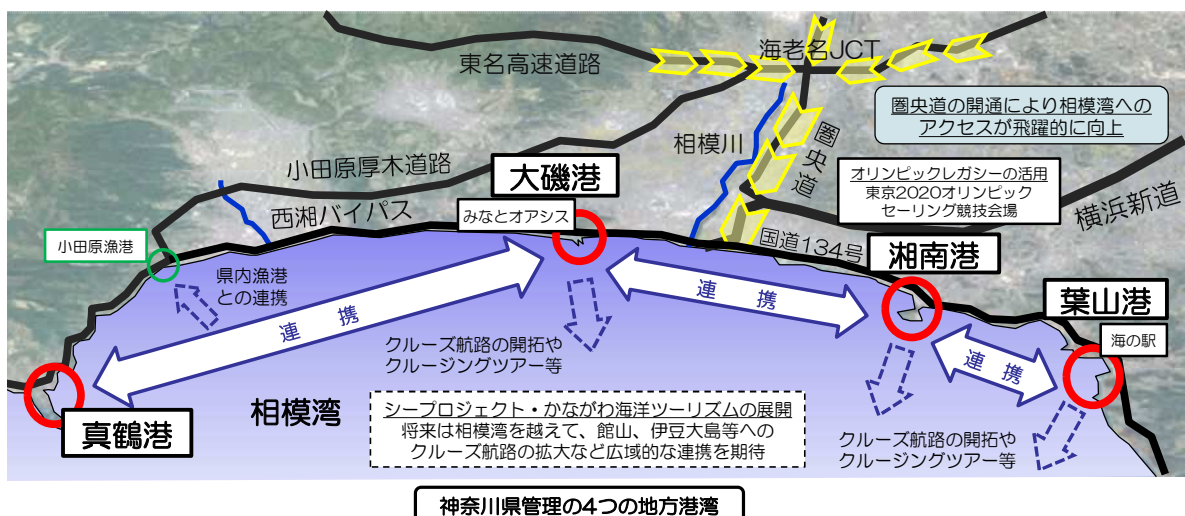 東名高速道路
海老名JCT
圏央道の開通により相模湾への
アクセスが飛躍的に向上
相模川
圏央道
小田原厚木道路
大磯港
オリンピックレガシーの活用
東京2020オリンピック
セーリング競技会場
横浜新道
西湘バイパス
みなとオアシス
小田原漁港
国道134号
湘南港
県内漁港
との連携
連携
連携
葉山港
海の駅
連携
クルーズ航路の開拓や
クルージングツアー等
相模湾
真鶴港
シープロジェクト・かながわ海洋ツーリズムの展開
将来は相模湾を越えて、館山、伊豆大島等への
クルーズ航路の拡大など広域的な連携を期待
クルーズ航路の開拓や
クルージングツアー等
神奈川県管理の4つの地方港湾